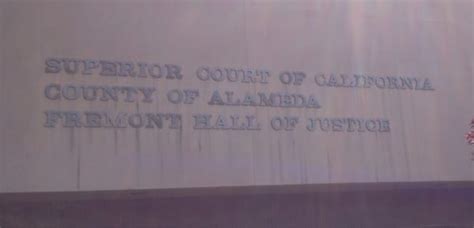 SUPERIOR COURT OF CALIFORNIA
COUNTY OF ALAMEDA
FREMONT HALL OF JUSTICE